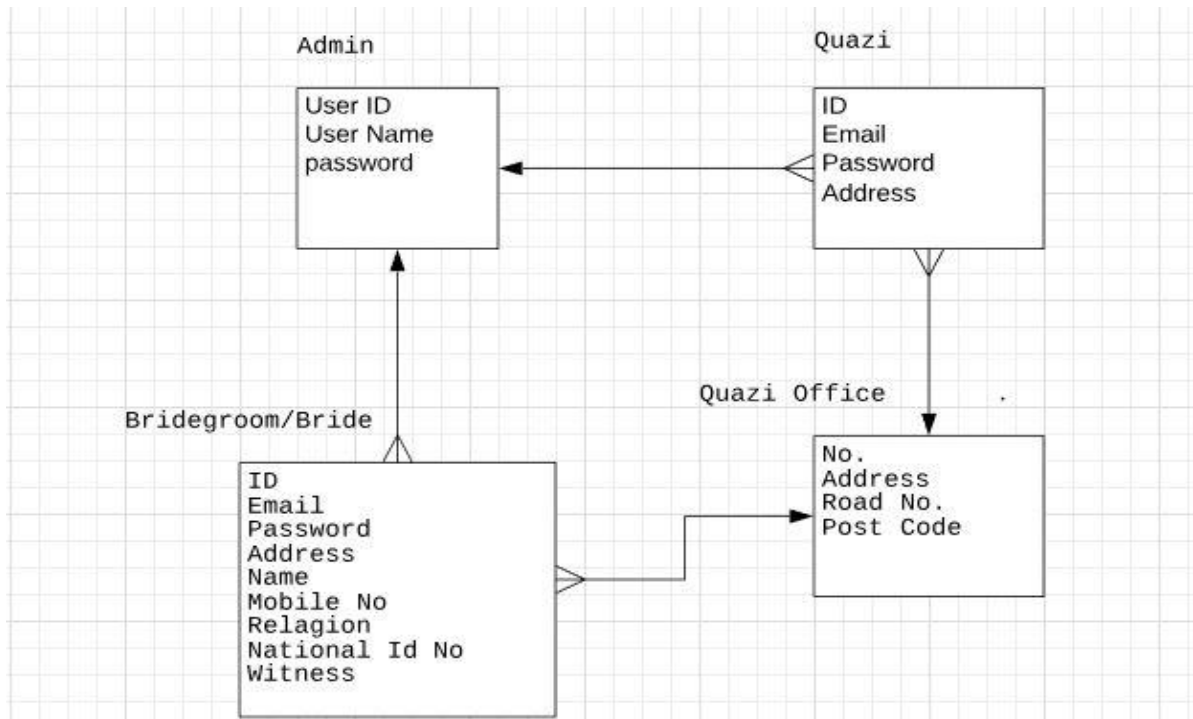 Admin
User ID
User Name
password
Quazi
ID
Email
Password
Address
Bridegroom/Bride
ID
Email
Password
Address
Name
Mobile No
Relagion
National Id No
Witness
Quazi Office
No.
Address
Road No.
Post Code